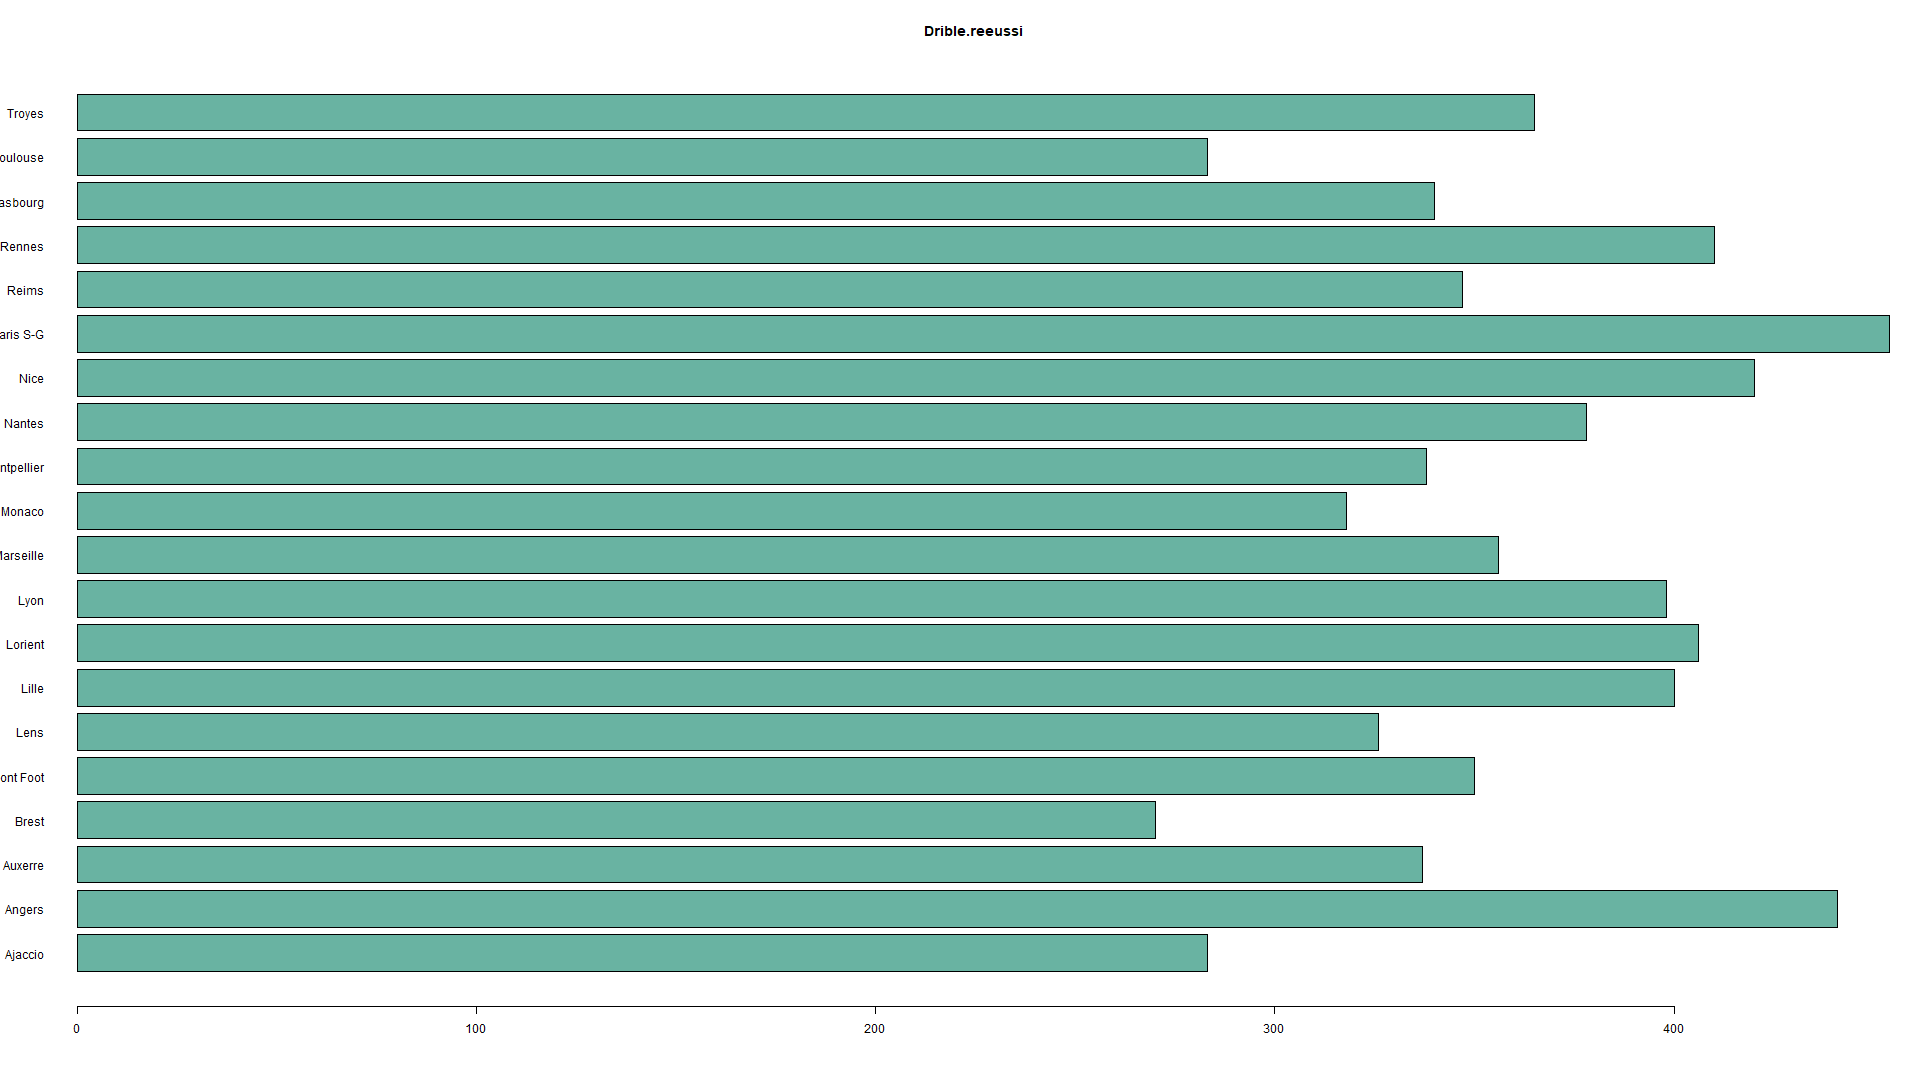 Drible.reeussi
Troyes
oulouse
asbourg
Rennes
Reims
aris S-G
Nice
Nantes
ntpellier
Monaco
Marseille
Lyon
Lorient
Lille
Lens
ont Foot
Brest
Auxerre
Angers
Ajaccio
0 100 200 300 400